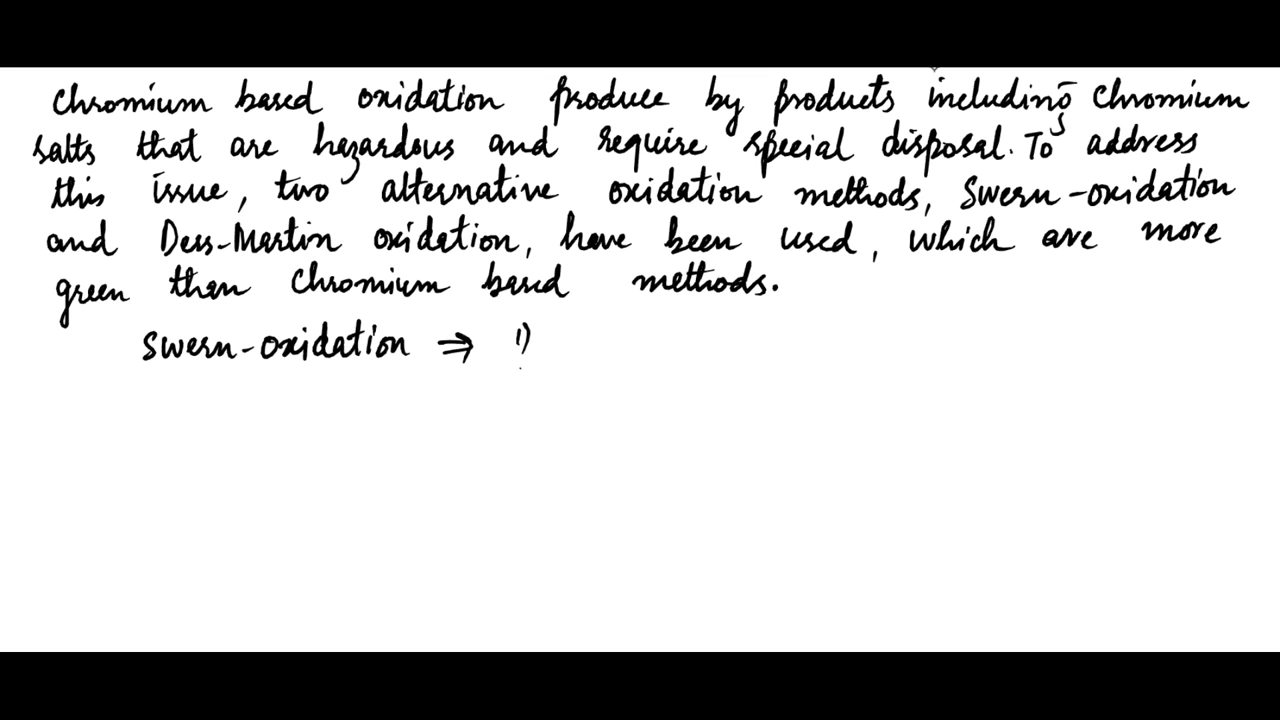 Chromium based oxidation produce by products including Chromium
salts that are hazardous and require special disposal. To address
this issue, two alternative oxidation methods, Swern-oxidation
and Dess-Martin oxidation, have been used, which are more
green than Chromium based methods.
Swern-oxidation ⇒ 1)